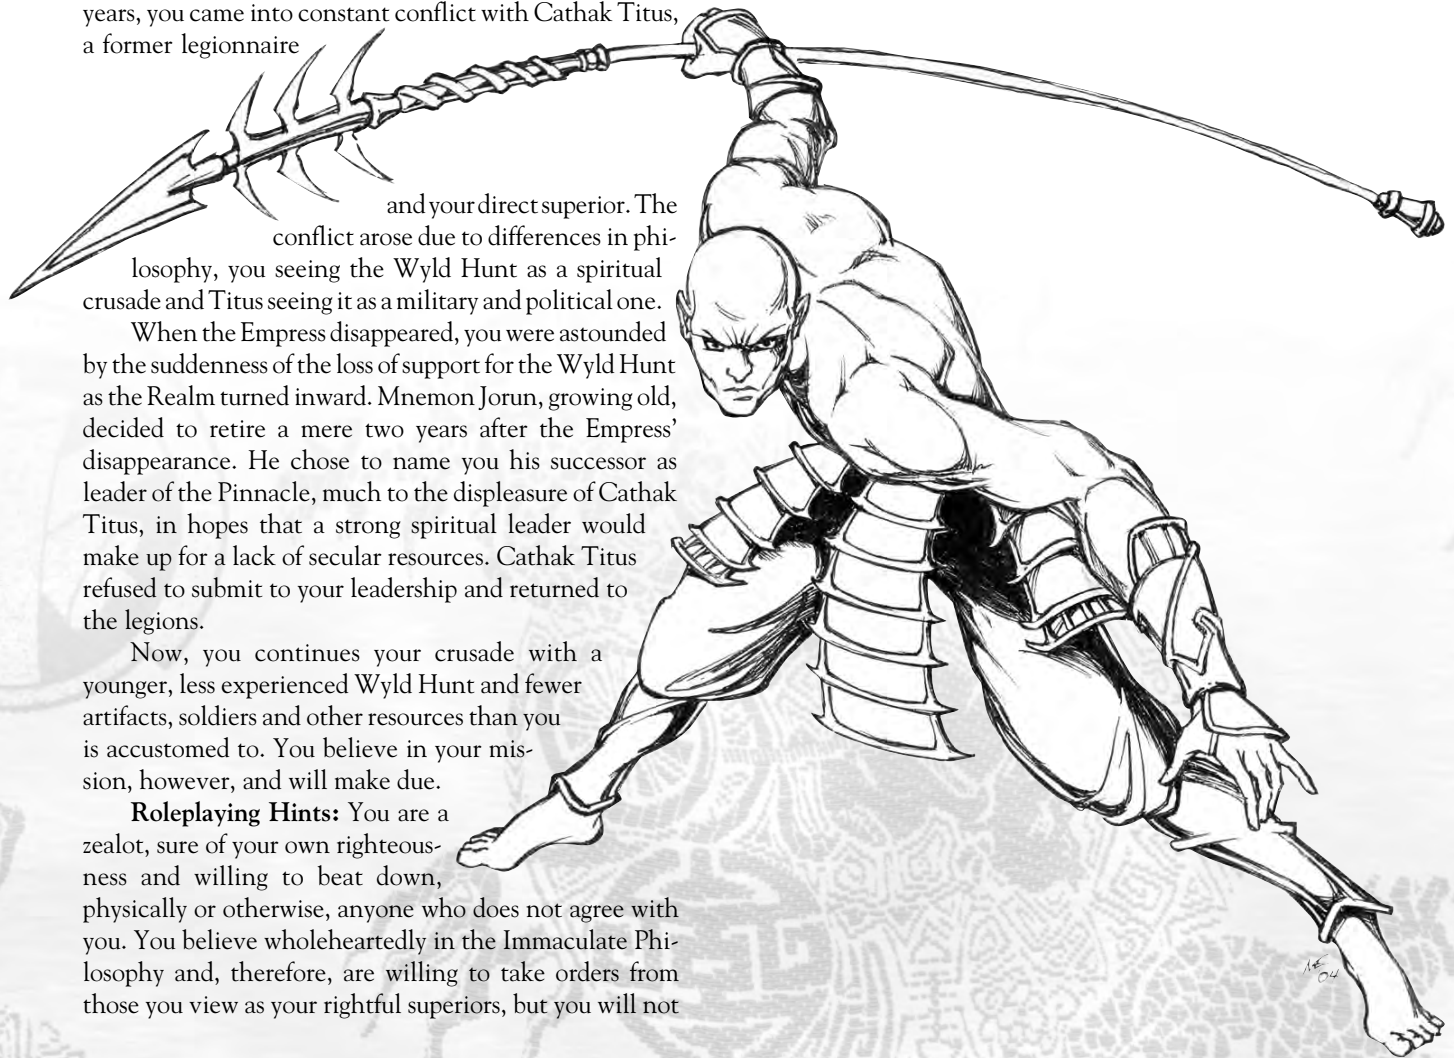 years, you came into constant conflict with Cathak Titus,
a former legionnaire
and your direct superior. The
conflict arose due to differences in phi-
losophy, you seeing the Wyld Hunt as a spiritual
crusade and Titus seeing it as a military and political one.
When the Empress disappeared, you were astounded
by the suddenness of the loss of support for the Wyld Hunt
as the Realm turned inward. Mnemon Jorun, growing old,
decided to retire a mere two years after the Empress’
disappearance. He chose to name you his successor as
leader of the Pinnacle, much to the displeasure of Cathak
Titus, in hopes that a strong spiritual leader would
make up for a lack of secular resources. Cathak Titus
refused to submit to your leadership and returned to
the legions.
Now, you continues your crusade with a
younger, less experienced Wyld Hunt and fewer
artifacts, soldiers and other resources than you
is accustomed to. You believe in your mis-
sion, however, and will make due.
Roleplaying Hints: You are a
zealot, sure of your own righteous-
ness and willing to beat down,
physically or otherwise, anyone who does not agree with
you. You believe wholeheartedly in the Immaculate Phi-
losophy and, therefore, are willing to take orders from
those you view as your rightful superiors, but you will not
04